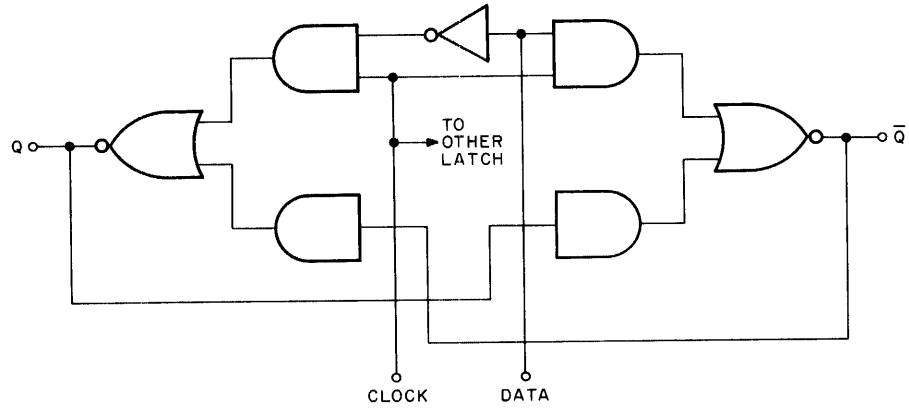 TO
OTHER
LATCH
Q
Q̅
CLOCK
DATA